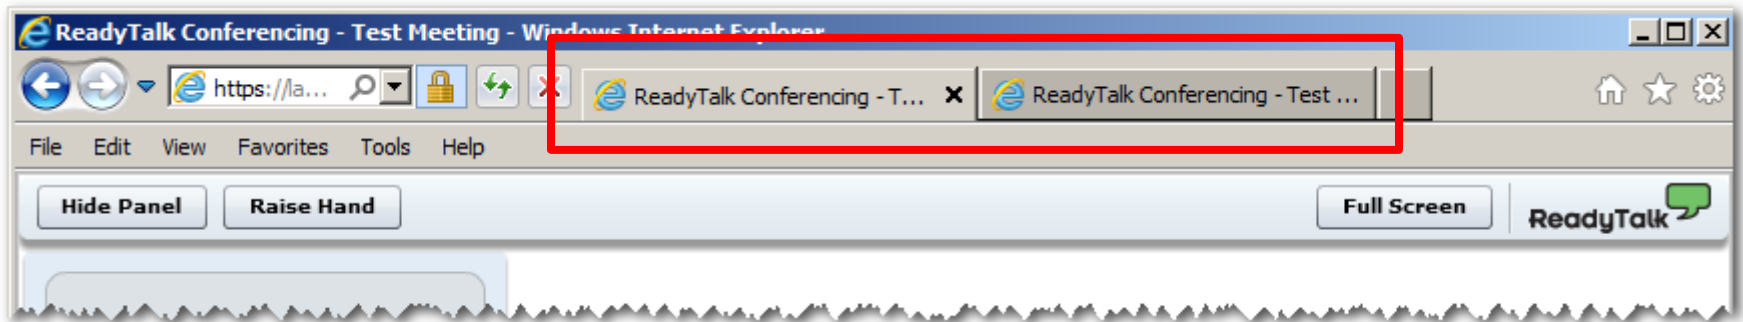 ReadyTalk Conferencing - Test Meeting - Windows Internet Explorer
https://la... ReadyTalk Conferencing - T... ReadyTalk Conferencing - Test ...
File Edit View Favorites Tools Help
Hide Panel Raise Hand Full Screen ReadyTalk